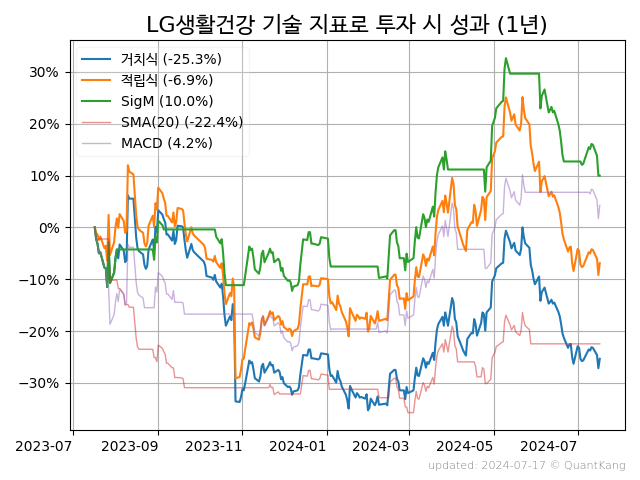 LG생활건강 기술 지표로 투자 시 성과 (1년)
거치식 (-25.3%)
적립식 (-6.9%)
SigM (10.0%)
SMA(20) (-22.4%)
MACD (4.2%)
30%
20%
10%
0%
−10%
−20%
−30%
2023-07 2023-09 2023-11 2024-01 2024-03 2024-05 2024-07
updated: 2024-07-17 © QuantKang